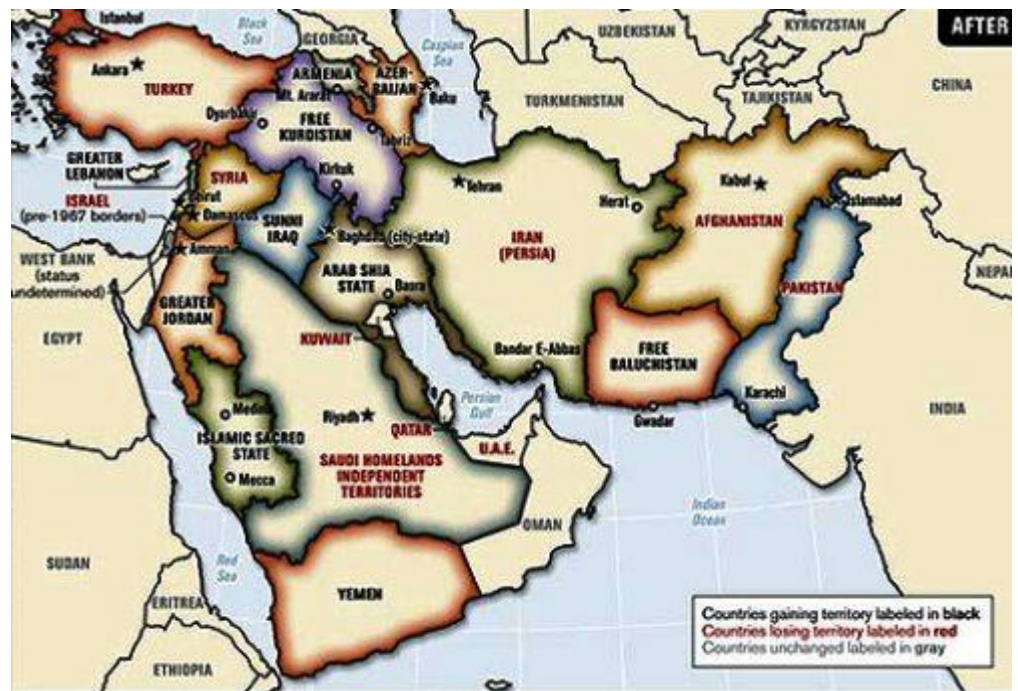 Istanbul
Black
Sea
GEORGIA
Caspian
Sea
UZBEKISTAN
KYRGYZSTAN
AFTER
Ankara
TURKEY
ARMENIA
Mt. Ararat
AZER-
BAIJAN
Baku
TURKMENISTAN
TAJIKISTAN
CHINA
FREE
KURDISTAN
Tabriz
GREATER
LEBANON
SYRIA
Kirkuk
Tehran
Herat
Kabul
Islamabad
ISRAEL
(pre-1967 borders)
Beirut
Damascus
SUNNI
IRAQ
Baghdad (city-state)
IRAN
(PERSIA)
AFGHANISTAN
WEST BANK
(status
undetermined)
Amman
ARAB SHIA
STATE
Basra
NEPAL
PAKISTAN
GREATER
JORDAN
EGYPT
KUWAIT
Bandar E-Abbas
FREE
BALUCHISTAN
Karachi
Gwadar
INDIA
Persian
Gulf
Riyadh
QATAR
U.A.E.
ISLAMIC SACRED
STATE
Mecca
SAUDI HOMELANDS
INDEPENDENT
TERRITORIES
OMAN
Indian
Ocean
SUDAN
Red
Sea
ERITREA
YEMEN
ETHIOPIA
Countries gaining territory labeled in black
Countries losing territory labeled in red
Countries unchanged labeled in gray